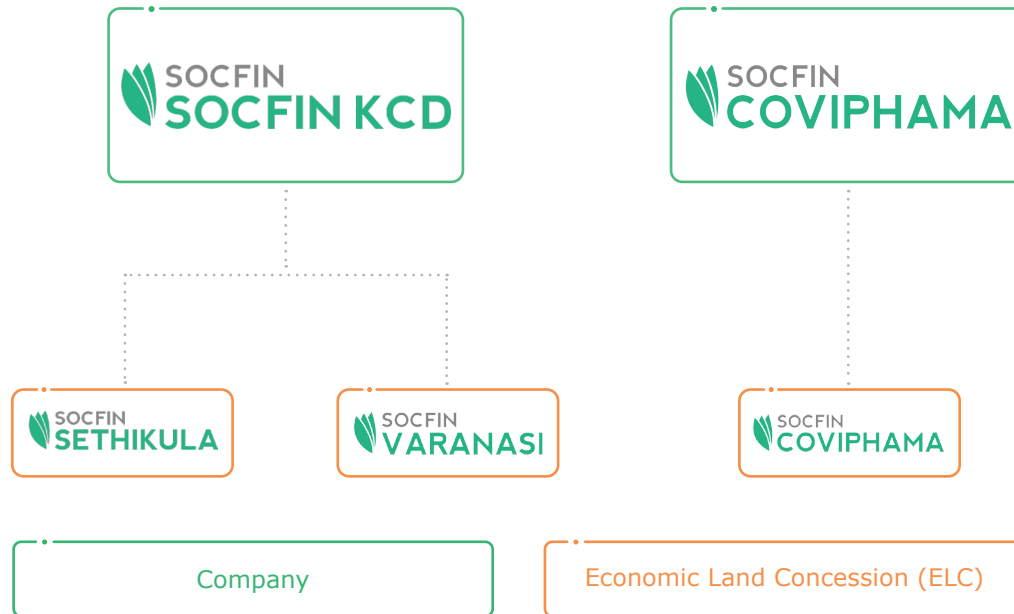 SOCFIN
SOCFIN KCD
SOCFIN
COVIPHAMA
SOCFIN
SETHIKULA
SOCFIN
VARANASI
SOCFIN
COVIPHAMA
Company
Economic Land Concession (ELC)